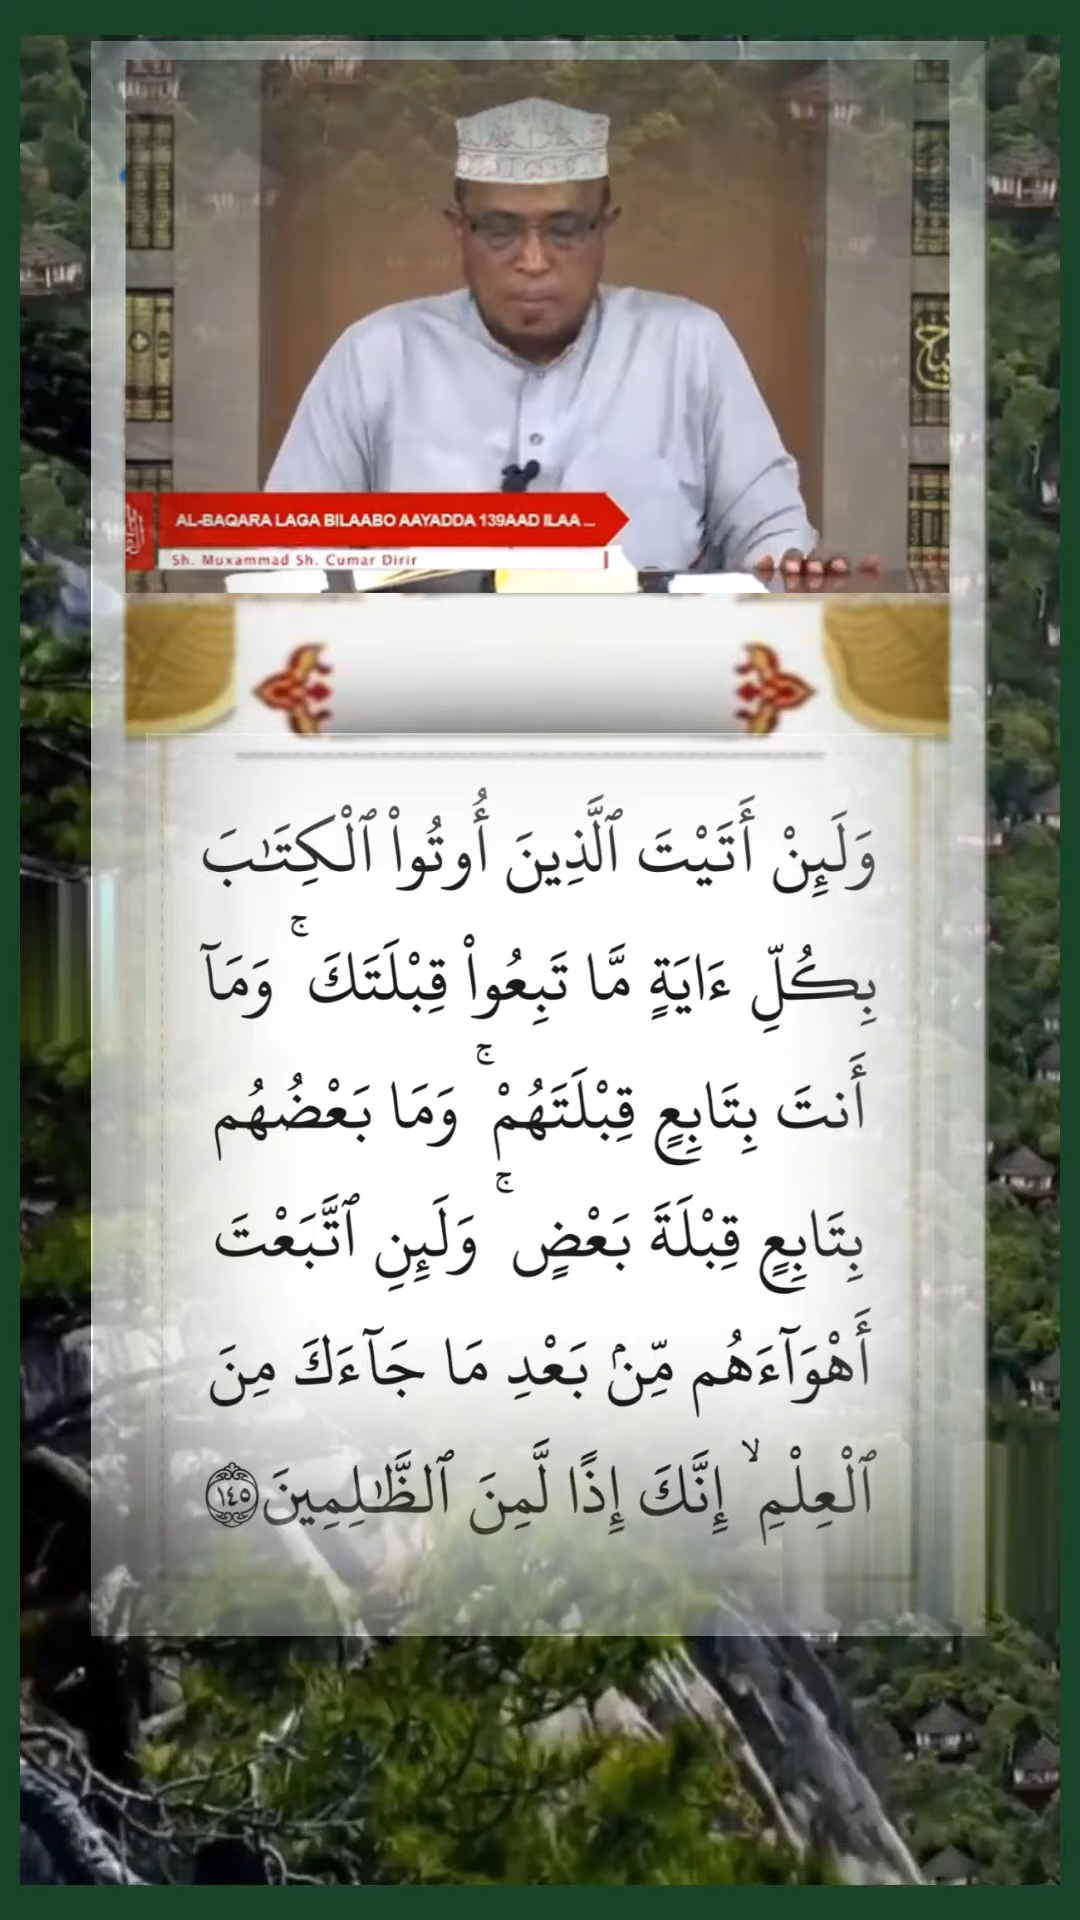 AL-BAQARA LAGA BILAABO AAYADDA 139AAD ILAA ...
Sh. Muxammad Sh. Cumar Dirir
وَلَئِنْ أَتَيْتَ ٱلَّذِينَ أُوتُوا۟ ٱلْكِتَـٰبَ
بِكُلِّ ءَايَةٍ مَّا تَبِعُوا۟ قِبْلَتَكَ ۚ وَمَآ
أَنتَ بِتَابِعٍ قِبْلَتَهُمْ ۚ وَمَا بَعْضُهُم
بِتَابِعٍ قِبْلَةَ بَعْضٍ ۚ وَلَئِنِ ٱتَّبَعْتَ
أَهْوَآءَهُم مِّنۢ بَعْدِ مَا جَآءَكَ مِنَ
ٱلْعِلْمِ ۙ إِنَّكَ إِذًا لَّمِنَ ٱلظَّـٰلِمِينَ ١٤٥